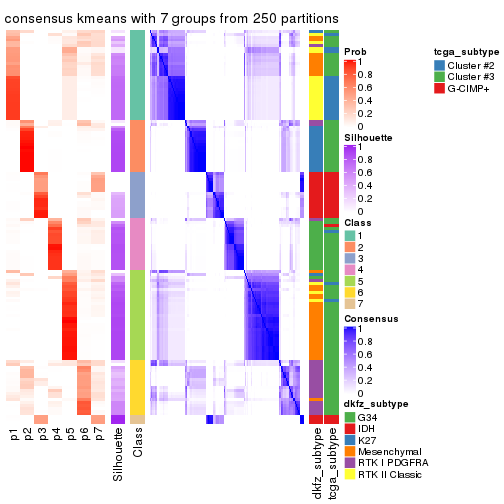 consensus kmeans with 7 groups from 250 partitions
Prob
1
0.8
0.6
0.4
0.2
0
Silhouette
1
0.8
0.6
0.4
0.2
0
Class
1
2
3
4
5
6
7
Consensus
1
0.8
0.6
0.4
0.2
0
dkfz_subtype
G34
IDH
K27
Mesenchymal
RTK I PDGFRA
RTK II Classic
tcga_subtype
Cluster #2
Cluster #3
G-CIMP+
p1
p2
p3
p4
p5
p6
p7
Silhouette
Class
dkfz_subtype
tcga_subtype